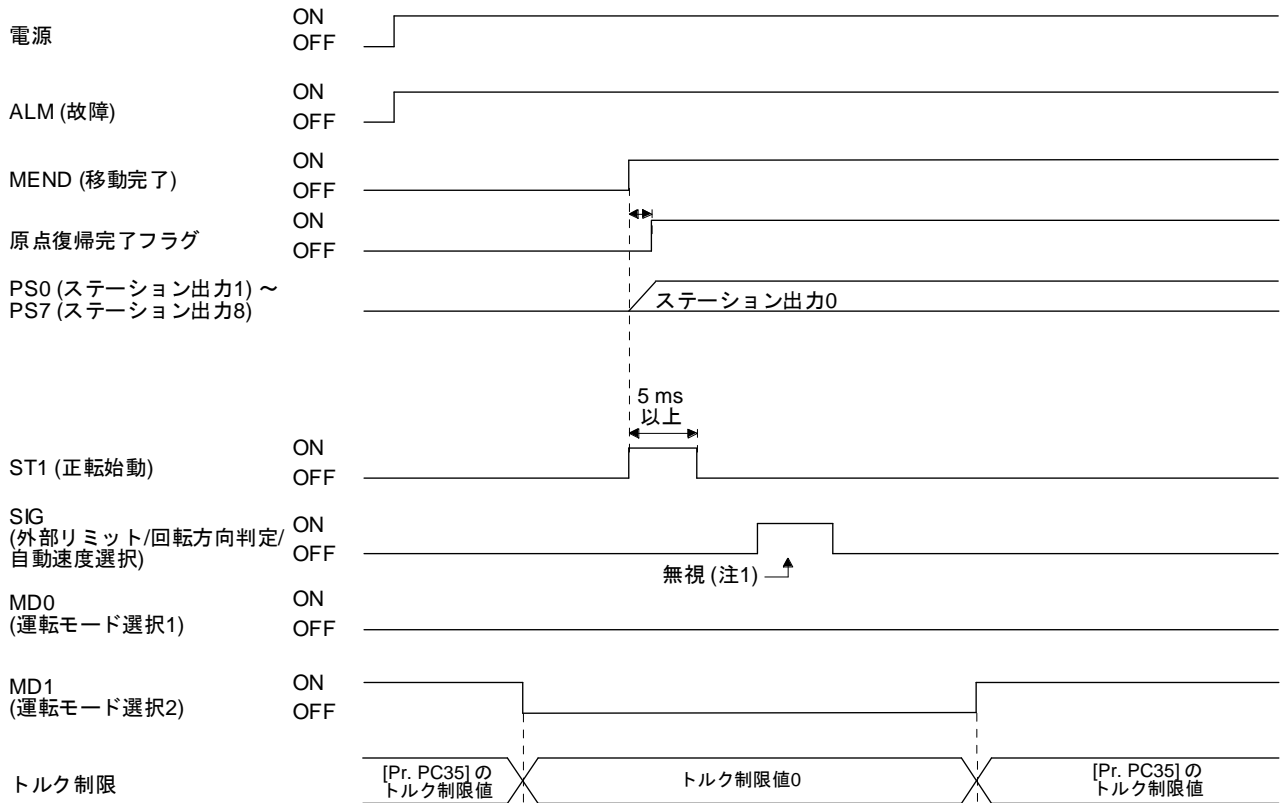 電源
ON
OFF
ALM (故障)
ON
OFF
MEND (移動完了)
ON
OFF
原点復帰完了フラグ
ON
OFF
PS0 (ステーション出力1) ～
PS7 (ステーション出力8)
ステーション出力0
5 ms
以上
ST1 (正転始動)
ON
OFF
SIG
(外部リミット/回転方向判定/
自動速度選択)
ON
OFF
無視 (注1)
MD0
(運転モード選択1)
ON
OFF
MD1
(運転モード選択2)
ON
OFF
トルク制限
[Pr. PC35] の
トルク制限値
トルク制限値0
[Pr. PC35] の
トルク制限値